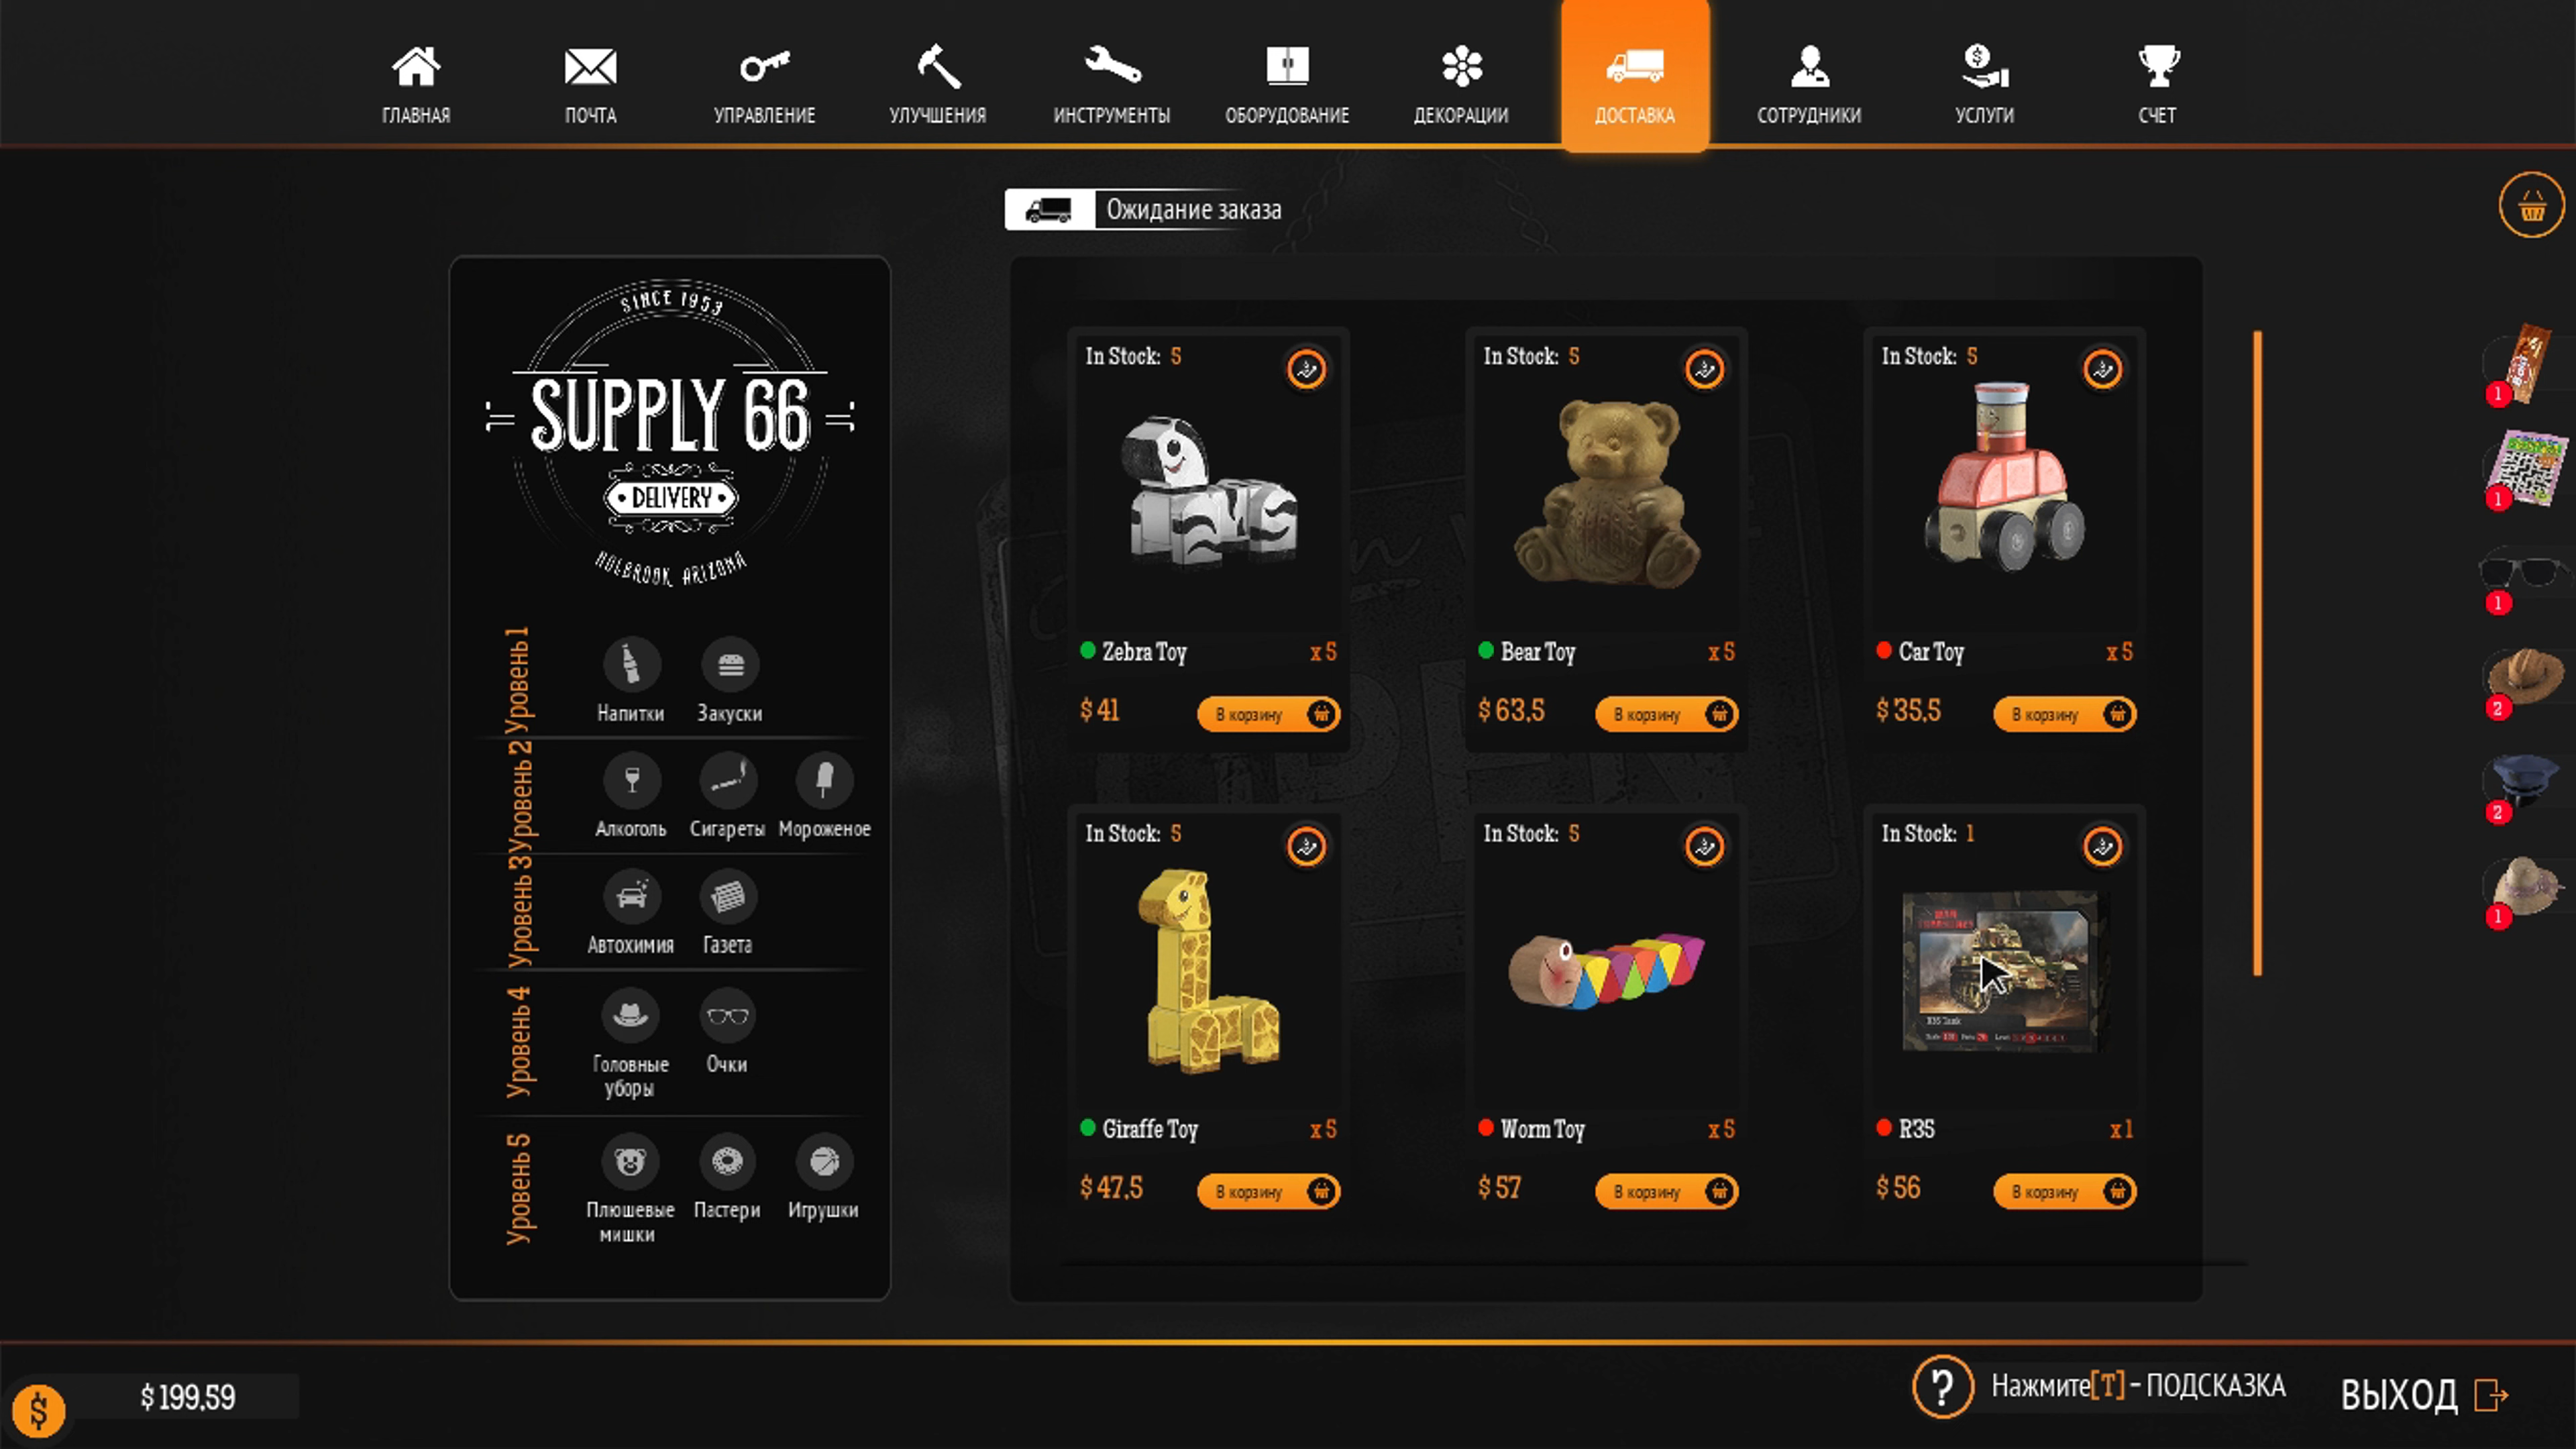 ГЛАВНАЯ
ПОЧТА
УПРАВЛЕНИЕ
УЛУЧШЕНИЯ
ИНСТРУМЕНТЫ
ОБОРУДОВАНИЕ
ДЕКОРАЦИИ
ДОСТАВКА
СОТРУДНИКИ
УСЛУГИ
СЧЕТ
Ожидание заказа
SINCE 1953
SUPPLY 66
DELIVERY
HOLBROOK, ARIZONA
Уровень 1
Напитки
Закуски
Уровень 2
Алкоголь
Сигареты
Мороженое
Уровень 3
Автохимия
Газета
Уровень 4
Головные уборы
Очки
Уровень 5
Плюшевые мишки
Пастери
Игрушки
In Stock: 5
Zebra Toy x 5
$ 41 В корзину
In Stock: 5
Bear Toy x 5
$ 63,5 В корзину
In Stock: 5
Car Toy x 5
$ 35,5 В корзину
In Stock: 5
Giraffe Toy x 5
$ 47,5 В корзину
In Stock: 5
Worm Toy x 5
$ 57 В корзину
In Stock: 1
R35 Tank
R35 x 1
$ 56 В корзину
1
1
1
2
2
1
$ 199,59
Нажмите[T] - ПОДСКАЗКА
ВЫХОД